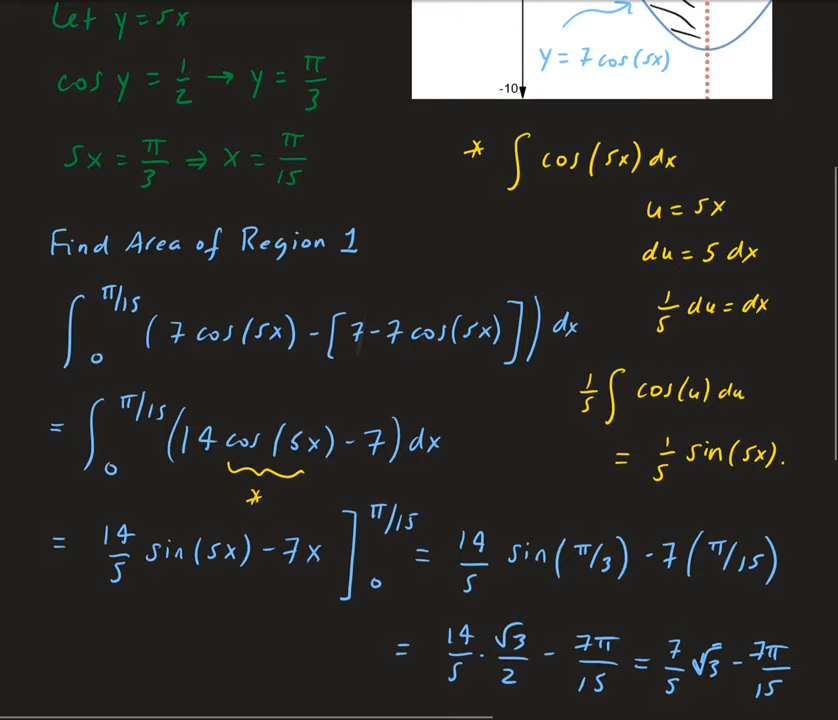 Let y = 5x
cos y = 1/2 → y = π/3
5x = π/3 ⇒ x = π/15
y = 7 cos(5x)
-10
* ∫ cos(5x) dx
u = 5x
du = 5 dx
1/5 du = dx
1/5 ∫ cos(u) du
= 1/5 sin(5x).
Find Area of Region 1
∫₀^π/15 (7 cos(5x) - [7 - 7 cos(5x)]) dx
= ∫₀^π/15 (14 cos(5x) - 7) dx
*
= 14/5 sin(5x) - 7x ]₀^π/15 = 14/5 sin(π/3) - 7(π/15)
= 14/5 · √3/2 - 7π/15 = 7/5 √3 - 7π/15